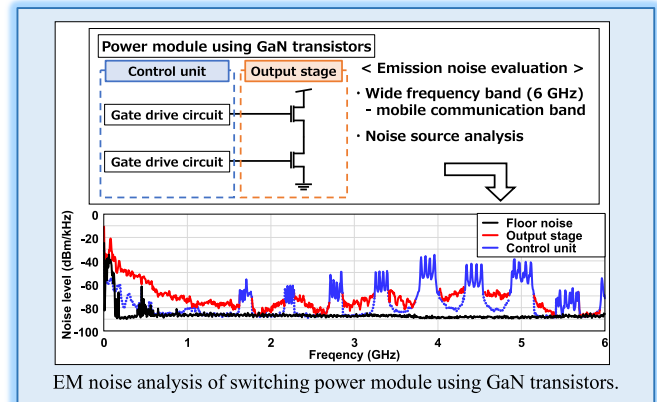 Power module using GaN transistors
Control unit
Output stage
Gate drive circuit
Gate drive circuit
< Emission noise evaluation >
・Wide frequency band (6 GHz)
- mobile communication band
・Noise source analysis
Floor noise
Output stage
Control unit
Noise level (dBm/kHz)
0
-20
-40
-60
-80
-100
0 1 2 3 4 5 6
Freqency (GHz)
EM noise analysis of switching power module using GaN transistors.